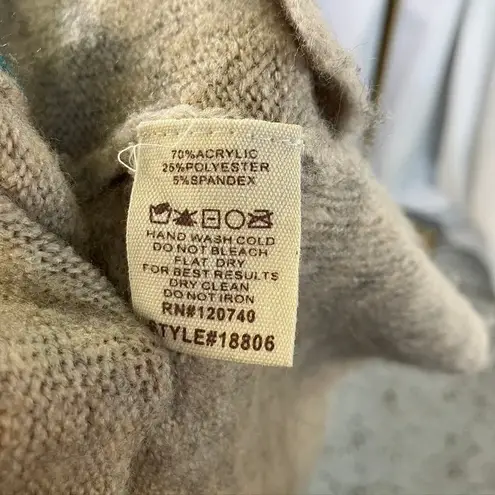 70%ACRYLIC
25%POLYESTER
5%SPANDEX
HAND WASH COLD
DO NOT BLEACH
FLAT DRY
FOR BEST RESULTS
DRY CLEAN
DO NOT IRON
RN#120740
STYLE#18806